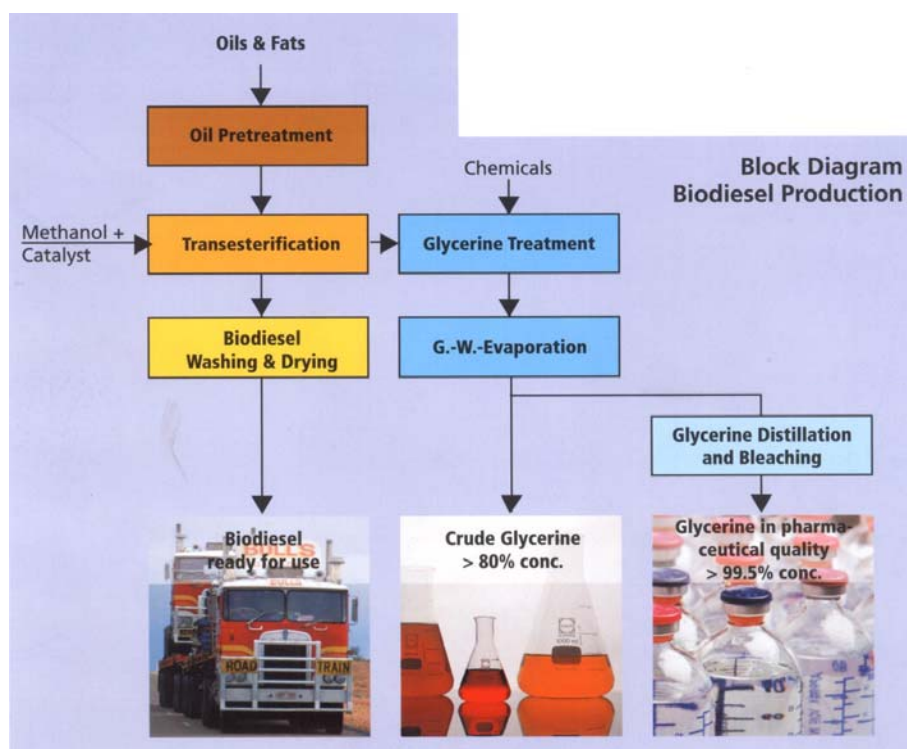 Oils & Fats
Oil Pretreatment
Chemicals
Block Diagram
Biodiesel Production
Methanol +
Catalyst
Transesterification
Glycerine Treatment
Biodiesel
Washing & Drying
G.-W.-Evaporation
Glycerine Distillation
and Bleaching
Biodiesel
ready for use
Crude Glycerine
> 80% conc.
Glycerine in pharma-
ceutical quality
> 99.5% conc.
BULL'S
ROAD TRAIN